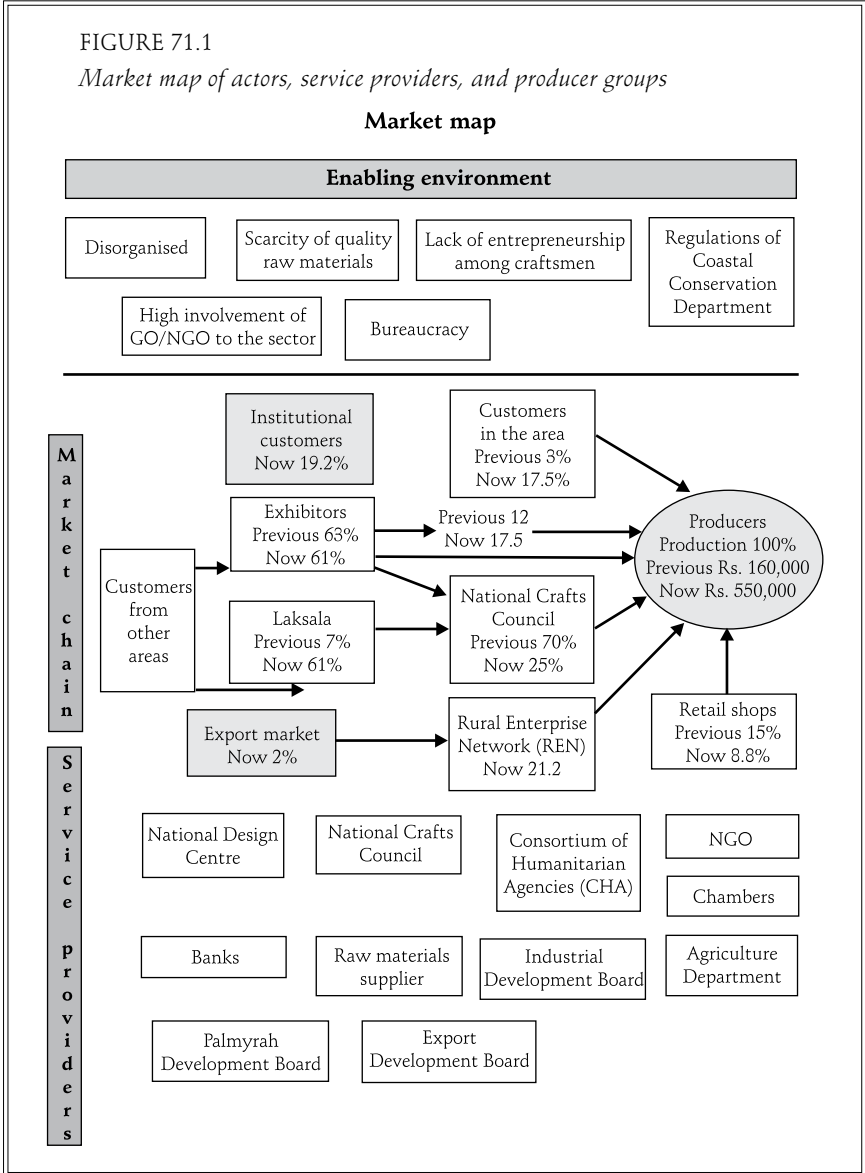 FIGURE 71.1
Market map of actors, service providers, and producer groups
Market map
Enabling environment
Disorganised
Scarcity of quality
raw materials
Lack of entrepreneurship
among craftsmen
Regulations of
Coastal
Conservation
Department
High involvement of
GO/NGO to the sector
Bureaucracy
Market chain
Institutional
customers
Now 19.2%
Customers
in the area
Previous 3%
Now 17.5%
Exhibitors
Previous 63%
Now 61%
Previous 12
Now 17.5
Producers
Production 100%
Previous Rs. 160,000
Now Rs. 550,000
Customers
from
other
areas
Laksala
Previous 7%
Now 61%
National Crafts
Council
Previous 70%
Now 25%
Export market
Now 2%
Rural Enterprise
Network (REN)
Now 21.2
Retail shops
Previous 15%
Now 8.8%
Service providers
National Design
Centre
National Crafts
Council
Consortium of
Humanitarian
Agencies (CHA)
NGO
Chambers
Banks
Raw materials
supplier
Industrial
Development Board
Agriculture
Department
Palmyrah
Development Board
Export
Development Board